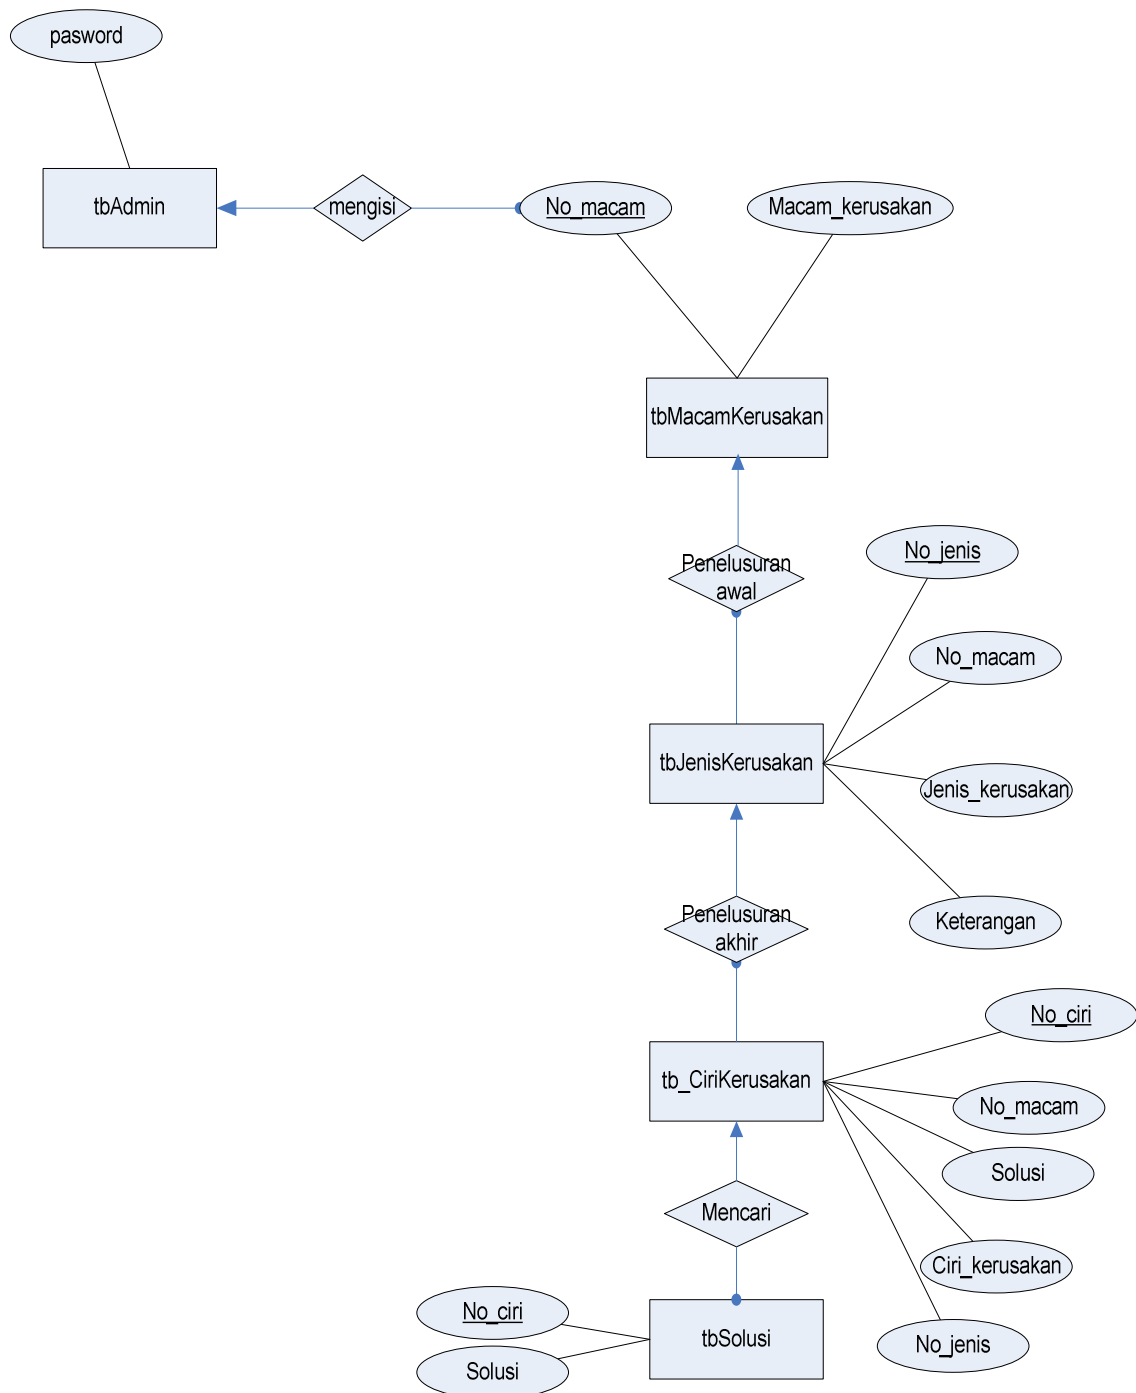 pasword
tbAdmin
mengisi
No_macam
Macam_kerusakan
tbMacamKerusakan
Penelusuran
awal
No_jenis
No_macam
tbJenisKerusakan
Jenis_kerusakan
Keterangan
Penelusuran
akhir
No_ciri
tb_CiriKerusakan
No_macam
Solusi
Mencari
Ciri_kerusakan
No_ciri
tbSolusi
No_jenis
Solusi